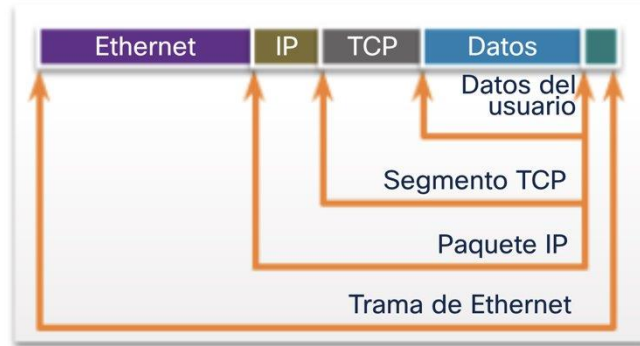 Ethernet IP TCP Datos
Datos del
usuario
Segmento TCP
Paquete IP
Trama de Ethernet